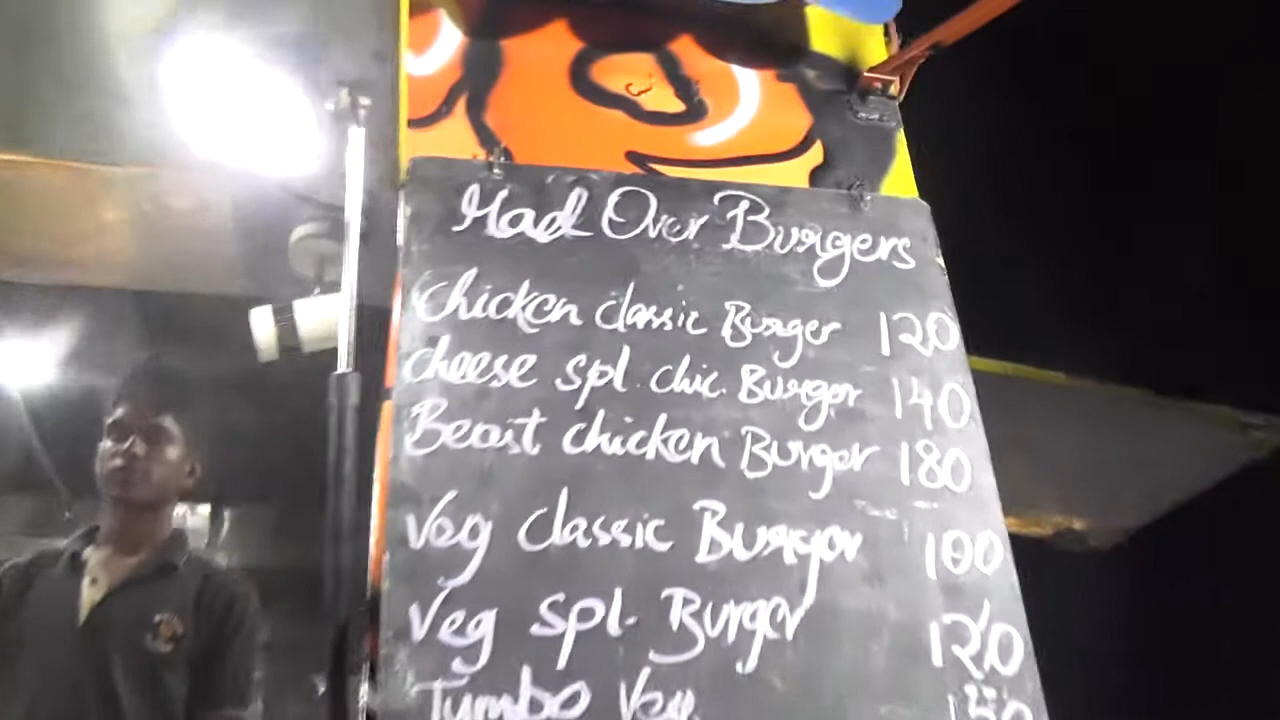 Mad Over Burgers
Chicken classic Burger 120
cheese spl. chic. Burger 140
Beast chicken Burger 180
Veg classic Burger 100
Veg spl. Burger 120
Jumbo Veg. 150